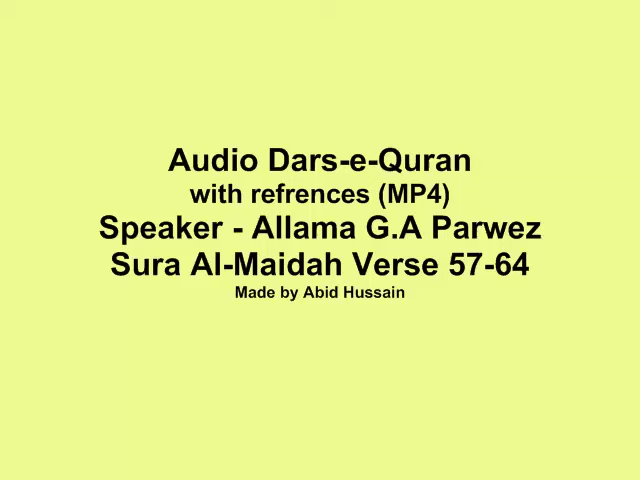 Audio Dars-e-Quran
with refrences (MP4)
Speaker - Allama G.A Parwez
Sura Al-Maidah Verse 57-64
Made by Abid Hussain